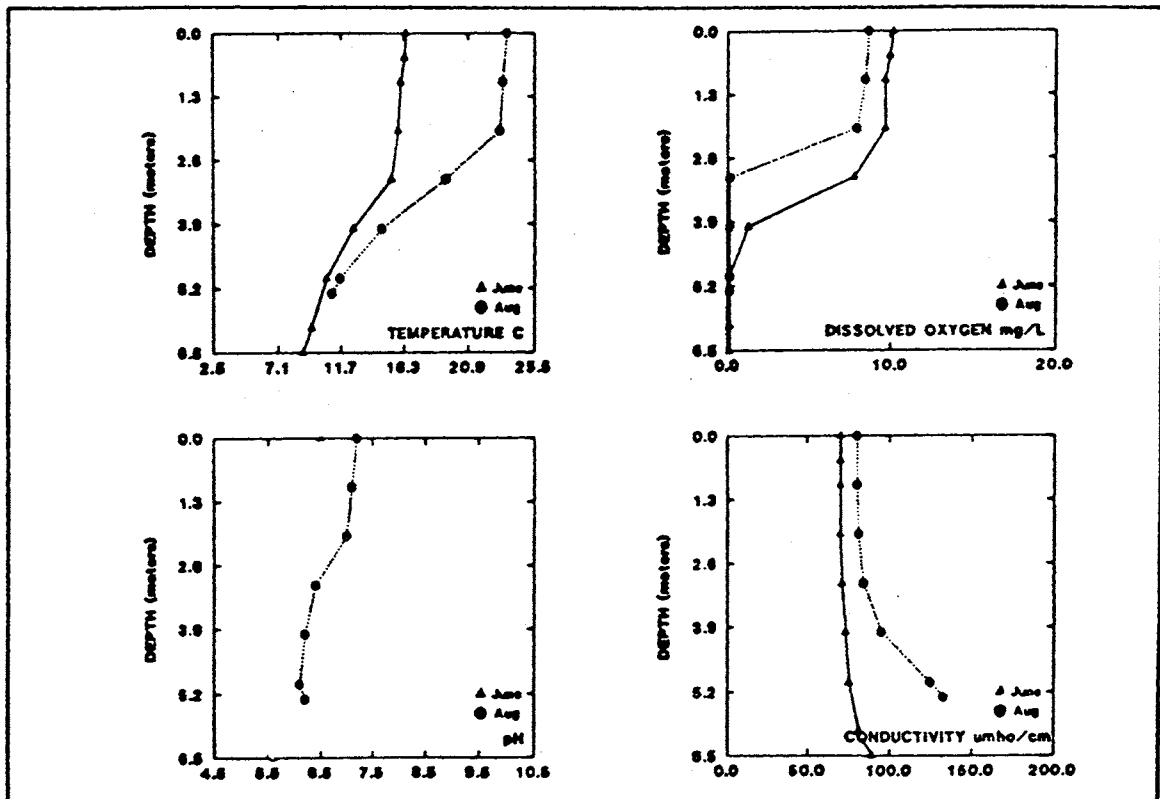 0.0
1.3
2.6
3.9
5.2
6.5
DEPTH (meters)
June
Aug
TEMPERATURE C
2.5 7.1 11.7 16.3 20.9 25.5
0.0
1.3
2.6
3.9
5.2
6.5
DEPTH (meters)
June
Aug
DISSOLVED OXYGEN mg/L
0.0 10.0 20.0
0.0
1.3
2.6
3.9
5.2
6.5
DEPTH (meters)
June
Aug
pH
4.5 5.5 6.5 7.5 8.5 9.5 10.5
0.0
1.3
2.6
3.9
5.2
6.5
DEPTH (meters)
June
Aug
CONDUCTIVITY umho/cm
0.0 50.0 100.0 150.0 200.0